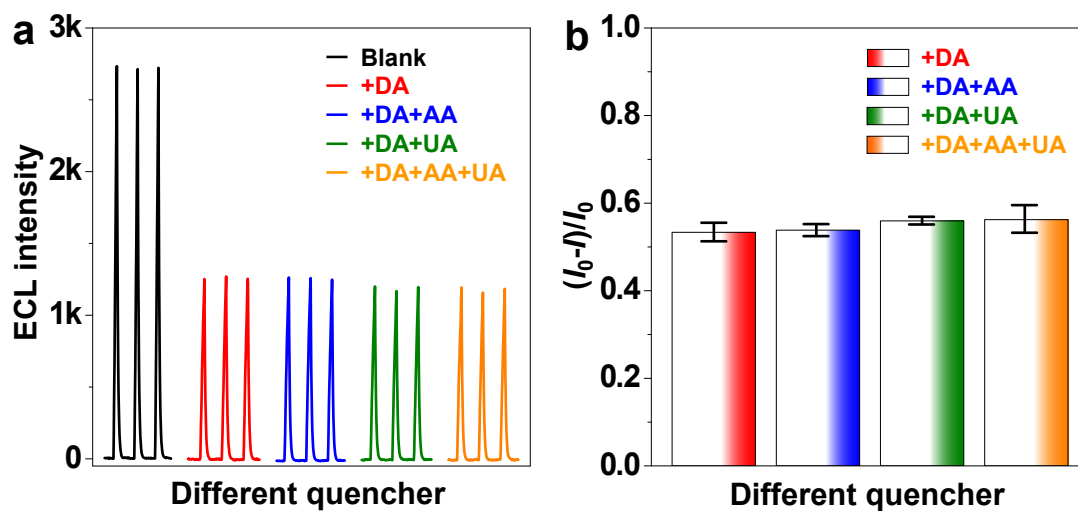 a
3k
2k
1k
0
ECL intensity
Blank
+DA
+DA+AA
+DA+UA
+DA+AA+UA
Different quencher
b
1.0
0.8
0.6
0.4
0.2
0.0
(I₀-I)/I₀
+DA
+DA+AA
+DA+UA
+DA+AA+UA
Different quencher